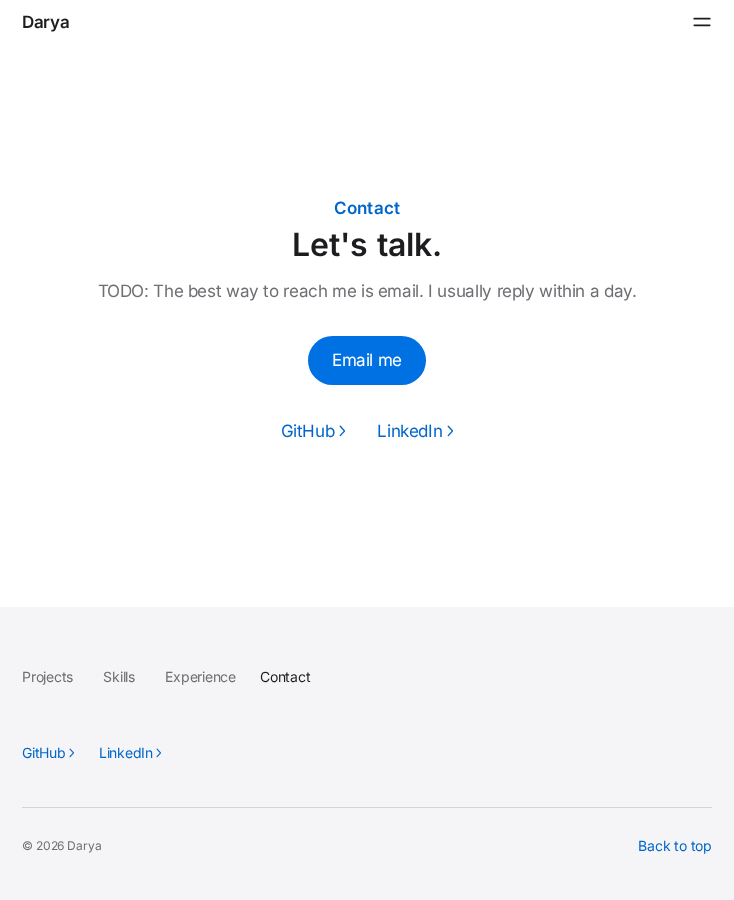 Darya
Contact
Let's talk.
TODO: The best way to reach me is email. I usually reply within a day.
Email me
GitHub LinkedIn
Projects Skills Experience Contact
GitHub LinkedIn
© 2026 Darya Back to top